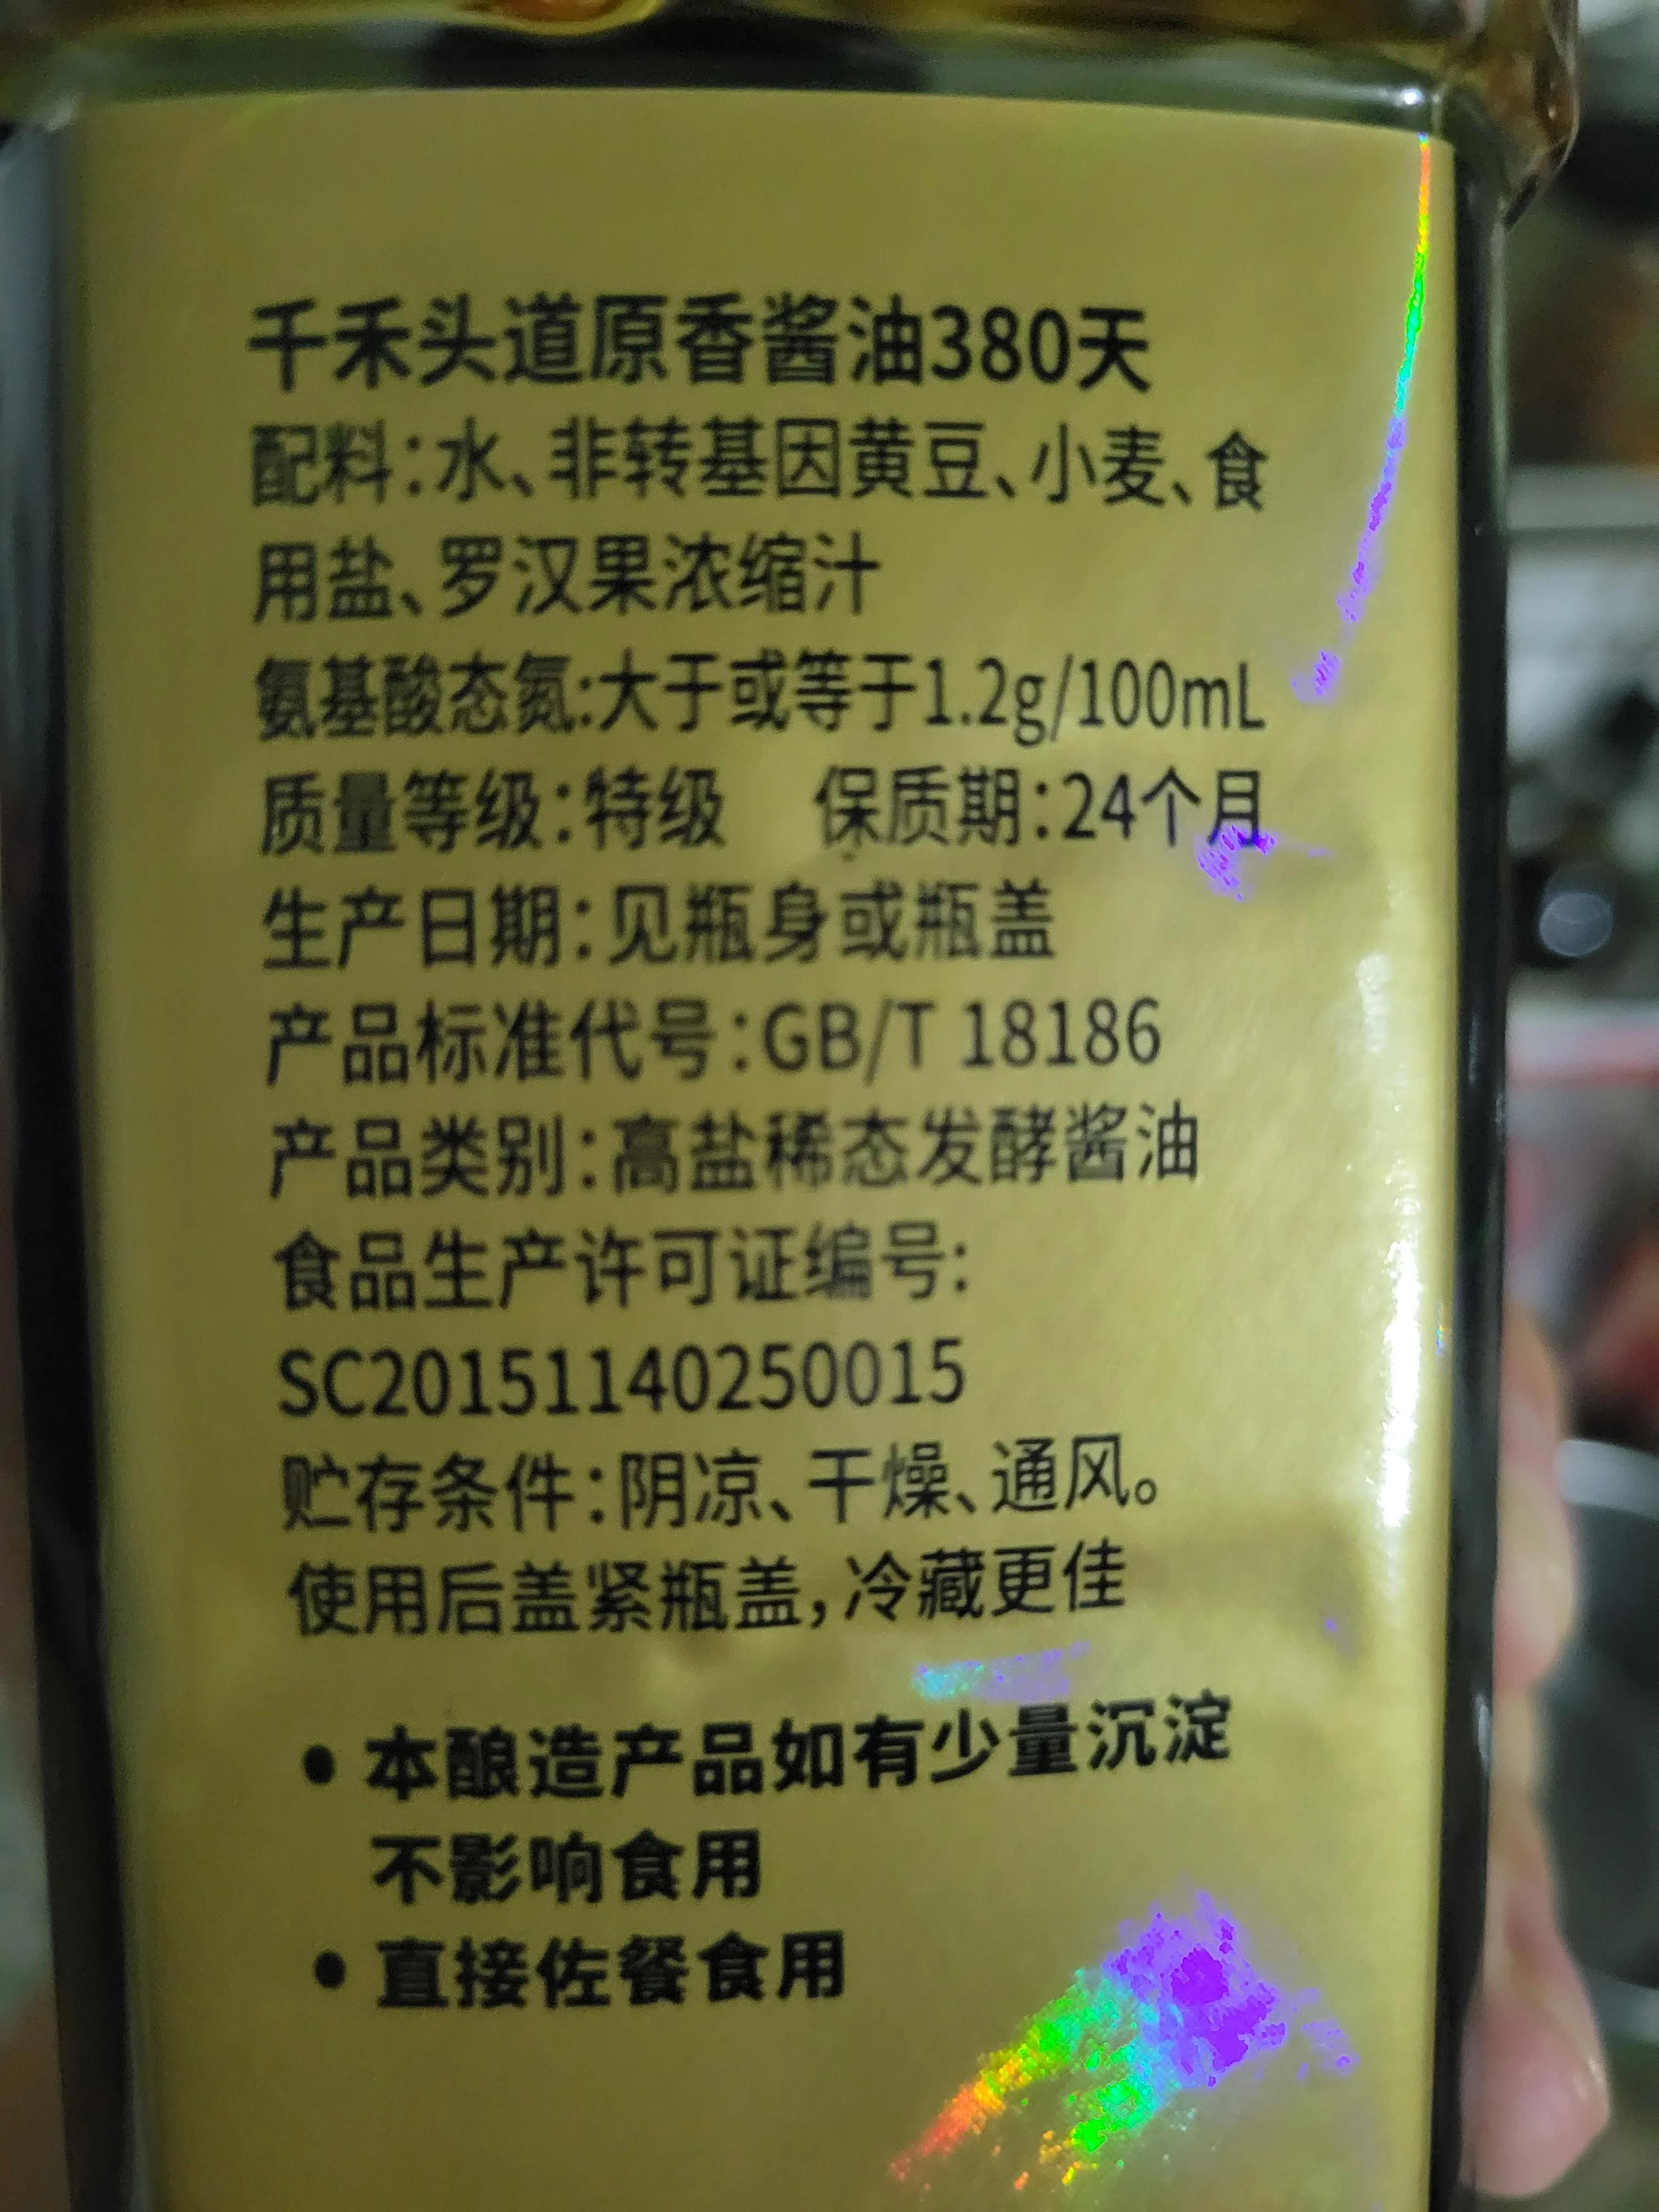 千禾头道原香酱油380天
配料:水、非转基因黄豆、小麦、食
用盐、罗汉果浓缩汁
氨基酸态氮:大于或等于1.2g/100mL
质量等级:特级 保质期:24个月
生产日期:见瓶身或瓶盖
产品标准代号:GB/T 18186
产品类别:高盐稀态发酵酱油
食品生产许可证编号:
SC20151140250015
贮存条件:阴凉、干燥、通风。
使用后盖紧瓶盖,冷藏更佳
• 本酿造产品如有少量沉淀
不影响食用
• 直接佐餐食用